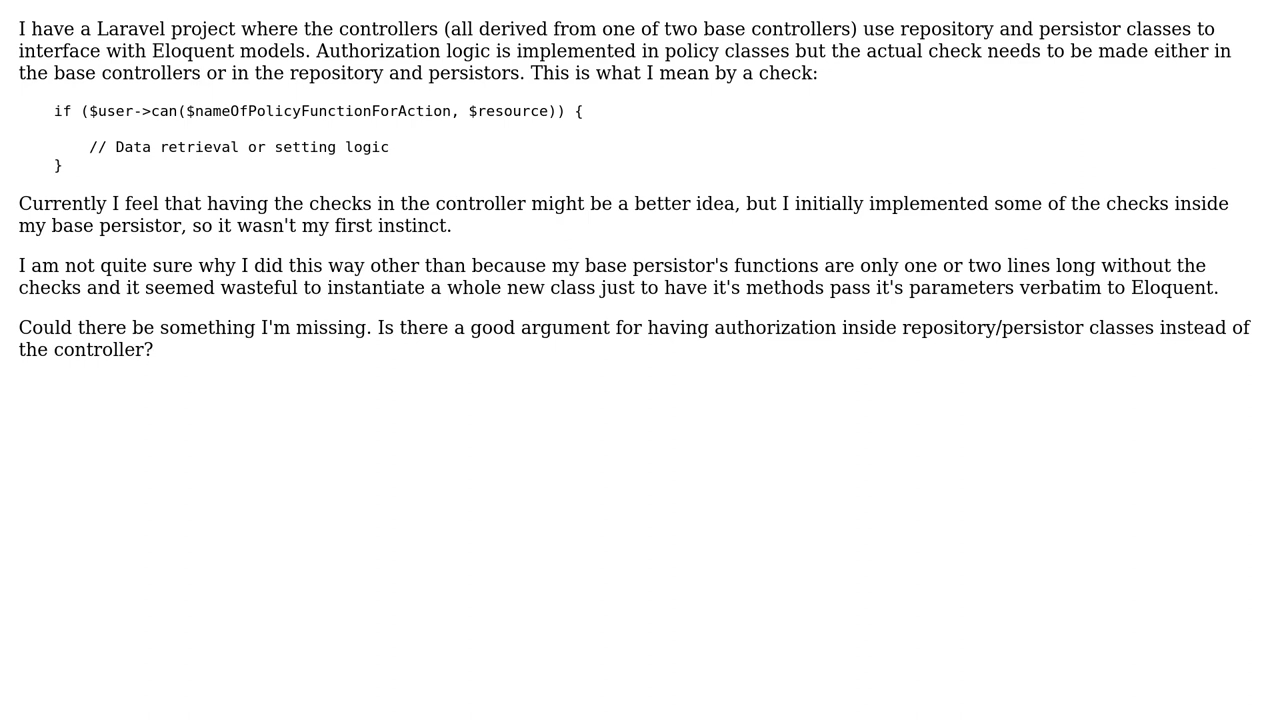 I have a Laravel project where the controllers (all derived from one of two base controllers) use repository and persistor classes to
interface with Eloquent models. Authorization logic is implemented in policy classes but the actual check needs to be made either in
the base controllers or in the repository and persistors. This is what I mean by a check:
if ($user->can($nameOfPolicyFunctionForAction, $resource)) {
// Data retrieval or setting logic
}
Currently I feel that having the checks in the controller might be a better idea, but I initially implemented some of the checks inside
my base persistor, so it wasn't my first instinct.
I am not quite sure why I did this way other than because my base persistor's functions are only one or two lines long without the
checks and it seemed wasteful to instantiate a whole new class just to have it's methods pass it's parameters verbatim to Eloquent.
Could there be something I'm missing. Is there a good argument for having authorization inside repository/persistor classes instead of
the controller?